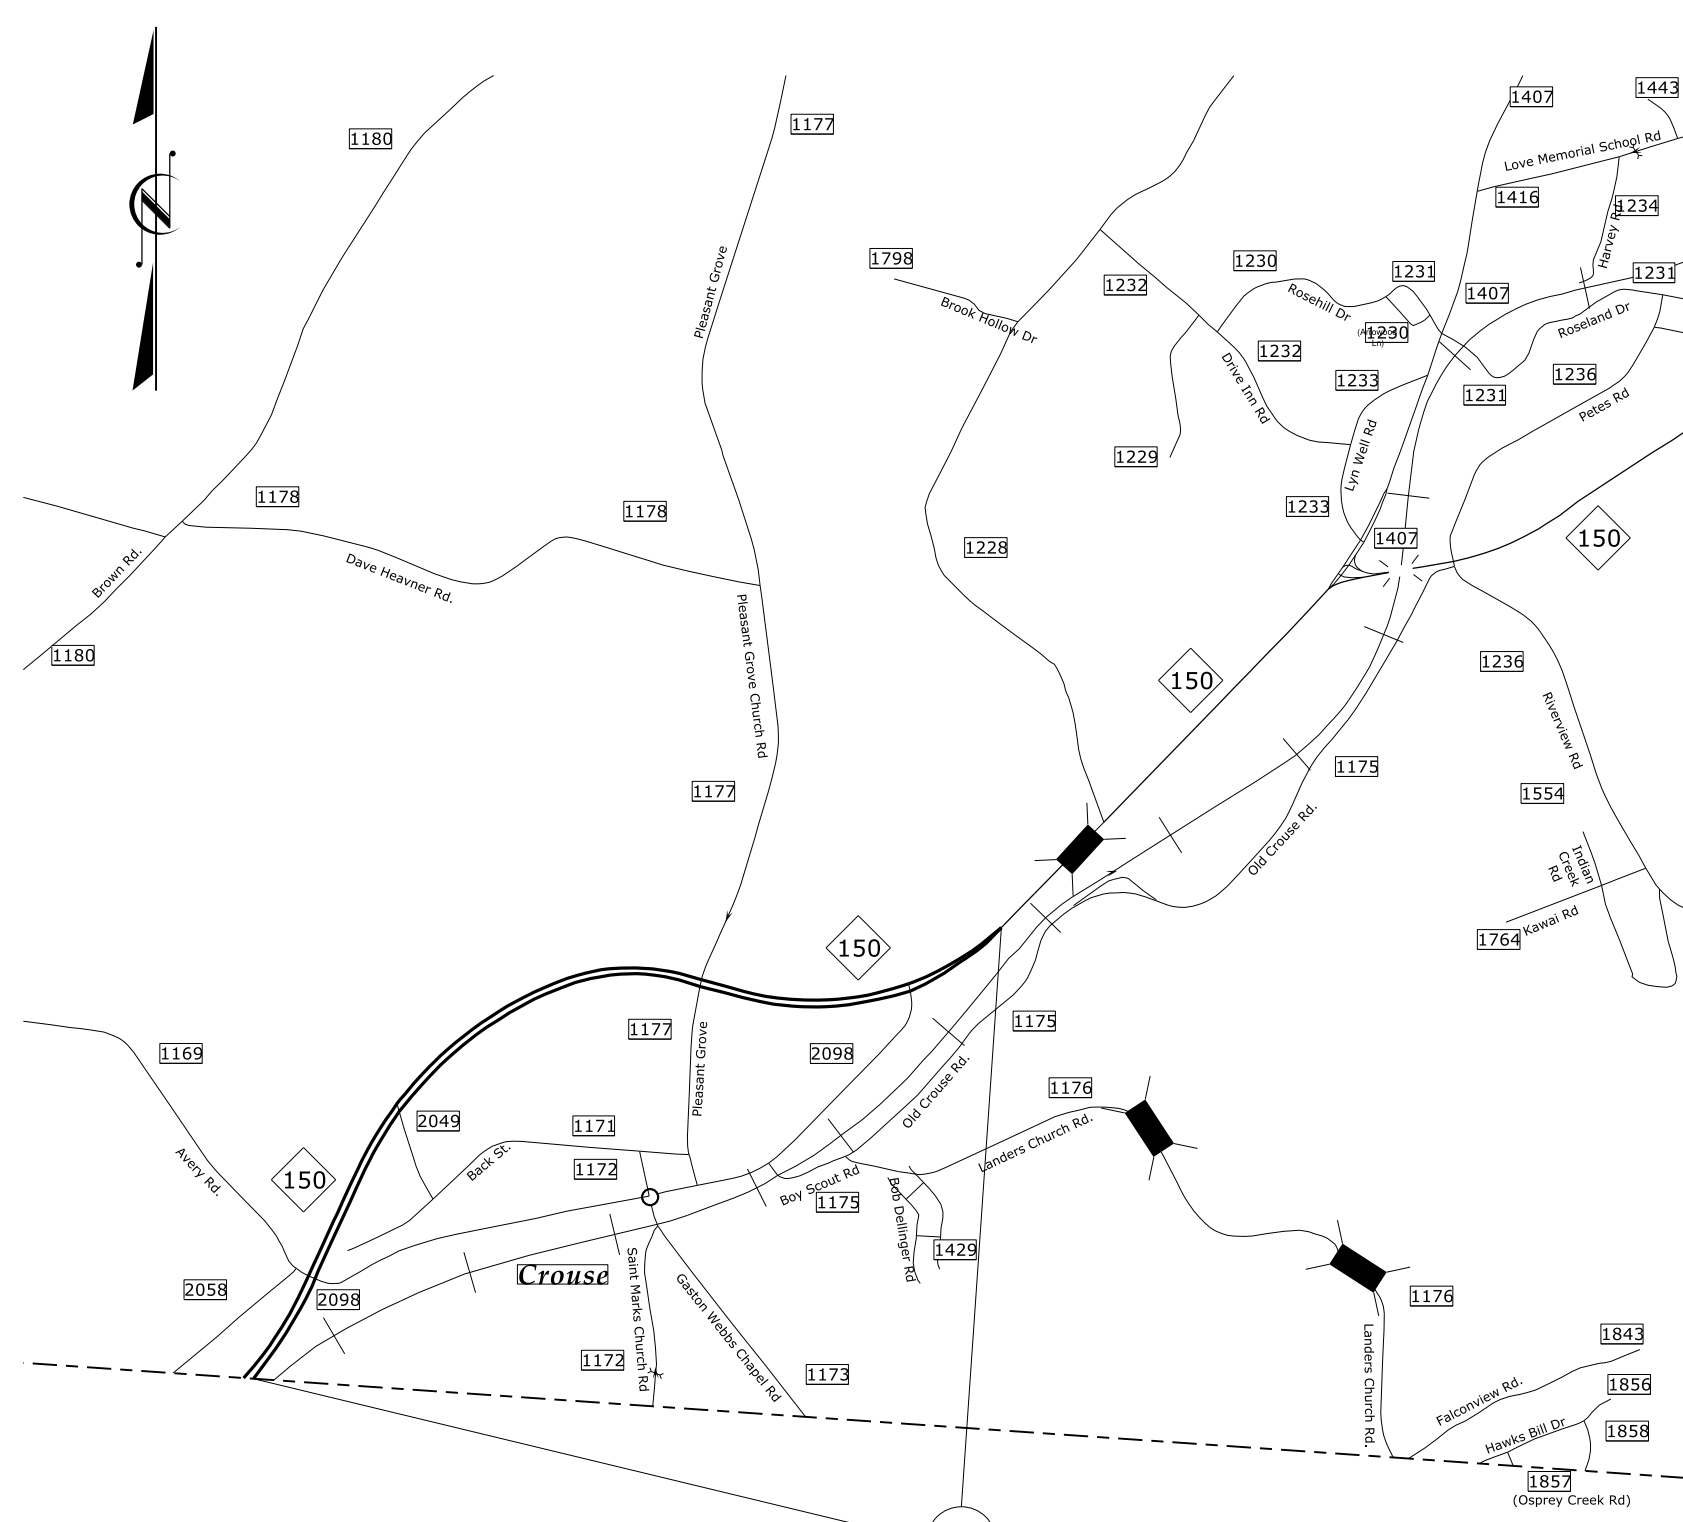 1407
1443
1177
1180
Love Memorial School Rd
1416
1234
Harvey Rd
Pleasant Grove
1798
1230
1231
1231
1232
1407
Rosehill Dr
Brook Hollow Dr
Roseland Dr
1230
1232
1233
1236
Drive Inn Rd
1231
Petes Rd
Lyn Well Rd
1229
1178
1178
1233
1407
150
1228
Brown Rd.
Dave Heavner Rd.
Pleasant Grove Church Rd
1180
1236
150
Riverview Rd
1175
1177
1554
Old Crouse Rd.
Indian
Creek
Rd
Kawai Rd
1764
150
1175
1177
1169
2098
Pleasant Grove
Old Crouse Rd.
1176
2049
1171
Landers Church Rd.
Back St.
1172
Avery Rd.
150
Boy Scout Rd
1175
Bob Dellinger Rd
1429
Crouse
Saint Marks Church Rd
Gaston Webbs Chapel Rd
2058
2098
1176
1843
Landers Church Rd.
1172
1173
1856
Falconview Rd.
1858
Hawks Bill Dr
1857
(Osprey Creek Rd)